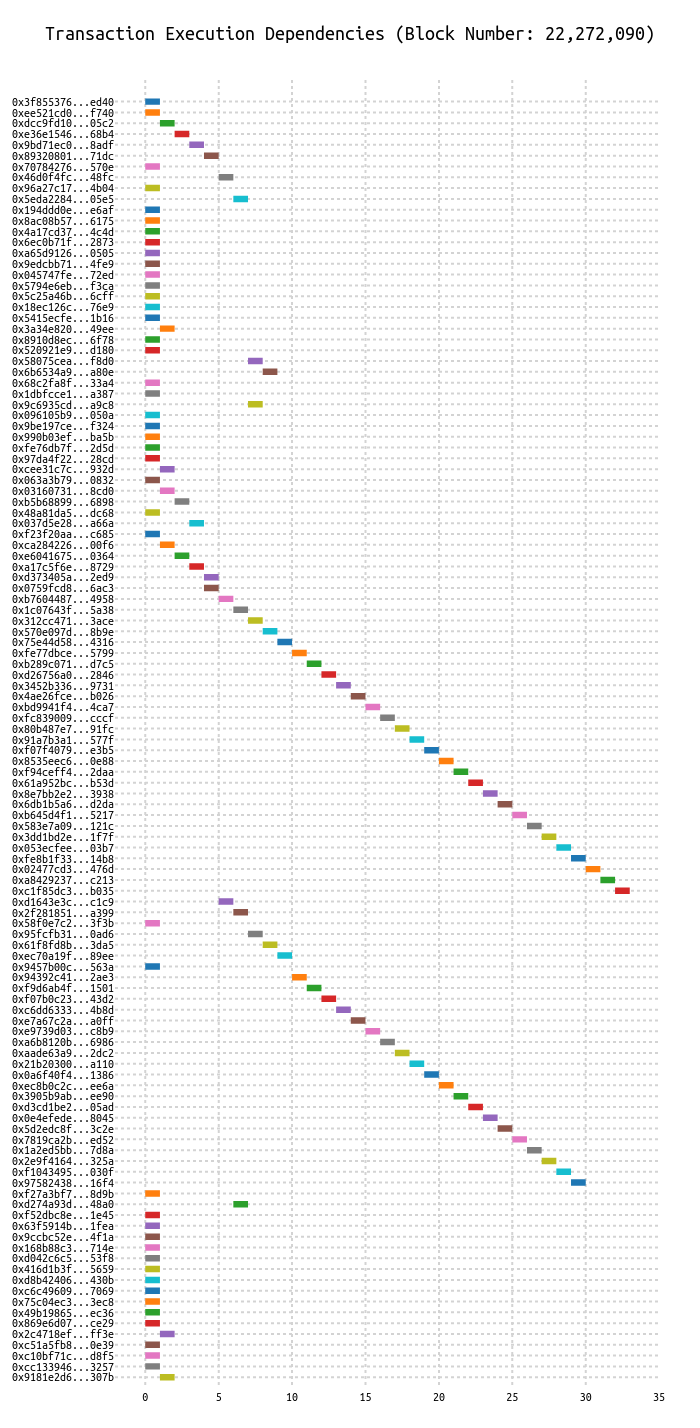 Transaction Execution Dependencies (Block Number: 22,272,090)
0x3f855376...ed40
0xee521cd0...f740
0xdcc9fd10...05c2
0xe36e1546...68b4
0x9bd71ec0...8adf
0x89320801...71dc
0x70784276...570e
0x46d0f4fc...48fc
0x96a27c17...4b04
0x5eda2284...05e5
0x194ddd0e...e6af
0x8ac08b57...6175
0x4a17cd37...4c4d
0x6ec0b71f...2873
0xa65d9126...0505
0x9edcbb71...4fe9
0x045747fe...72ed
0x5794e6eb...f3ca
0x5c25a46b...6cff
0x18ec126c...76e9
0x5415ecfe...1b16
0x3a34e820...49ee
0x8910d8ec...6f78
0x520921e9...d180
0x58075cea...f8d0
0x6b6534a9...a80e
0x68c2fa8f...33a4
0x1dbfcce1...a387
0x9c6935cd...a9c8
0x096105b9...050a
0x9be197ce...f324
0x990b03ef...ba5b
0xfe76db7f...2d5d
0x97da4f22...28cd
0xcee31c7c...932d
0x063a3b79...0832
0x03160731...8cd0
0xb5b68899...6898
0x48a81da5...dc68
0x037d5e28...a66a
0xf23f20aa...c685
0xca284226...00f6
0xe6041675...0364
0xa17c5f6e...8729
0xd373405a...2ed9
0x0759fcd8...6ac3
0xb7604487...4958
0x1c07643f...5a38
0x312cc471...3ace
0x570e097d...8b9e
0x75e44d58...4316
0xfe77dbce...5799
0xb289c071...d7c5
0xd26756a0...2846
0x3452b336...9731
0x4ae26fce...b026
0xbd9941f4...4ca7
0xfc839009...cccf
0x80b487e7...91fc
0x91a7b3a1...577f
0xf07f4079...e3b5
0x8535eec6...0e88
0xf94ceff4...2daa
0x61a952bc...b53d
0x8e7bb2e2...3938
0x6db1b5a6...d2da
0xb645d4f1...5217
0x583e7a09...121c
0x3dd1bd2e...1f7f
0x053ecfee...03b7
0xfe8b1f33...14b8
0x02477cd3...476d
0xa8429237...c213
0xc1f85dc3...b035
0xd1643e3c...c1c9
0x2f281851...a399
0x58f0e7c2...3f3b
0x95fcfb31...0ad6
0x61f8fd8b...3da5
0xec70a19f...89ee
0x9457b00c...563a
0x94392c41...2ae3
0xf9d6ab4f...1501
0xf07b0c23...43d2
0xc6dd6333...4b8d
0xe7a67c2a...a0ff
0xe9739d03...c8b9
0xa6b8120b...6986
0xaade63a9...2dc2
0x21b20300...a110
0x0a6f40f4...1386
0xec8b0c2c...ee6a
0x3905b9ab...ee90
0xd3cd1be2...05ad
0x0e4efede...8045
0x5d2edc8f...3c2e
0x7819ca2b...ed52
0x1a2ed5bb...7d8a
0x2e9f4164...325a
0xf1043495...030f
0x97582438...16f4
0xf27a3bf7...8d9b
0xd274a93d...48a0
0xf52dbc8e...1e45
0x63f5914b...1fea
0x9ccbc52e...4f1a
0x168b88c3...714e
0xd042c6c5...53f8
0x416d1b3f...5659
0xd8b42406...430b
0xc6c49609...7069
0x75c04ec3...3ec8
0x49b19865...ec36
0x869e6d07...ce29
0x2c4718ef...ff3e
0xc51a5fb8...0e39
0xc10bf71c...d8f5
0xcc133946...3257
0x9181e2d6...307b
0 5 10 15 20 25 30 35